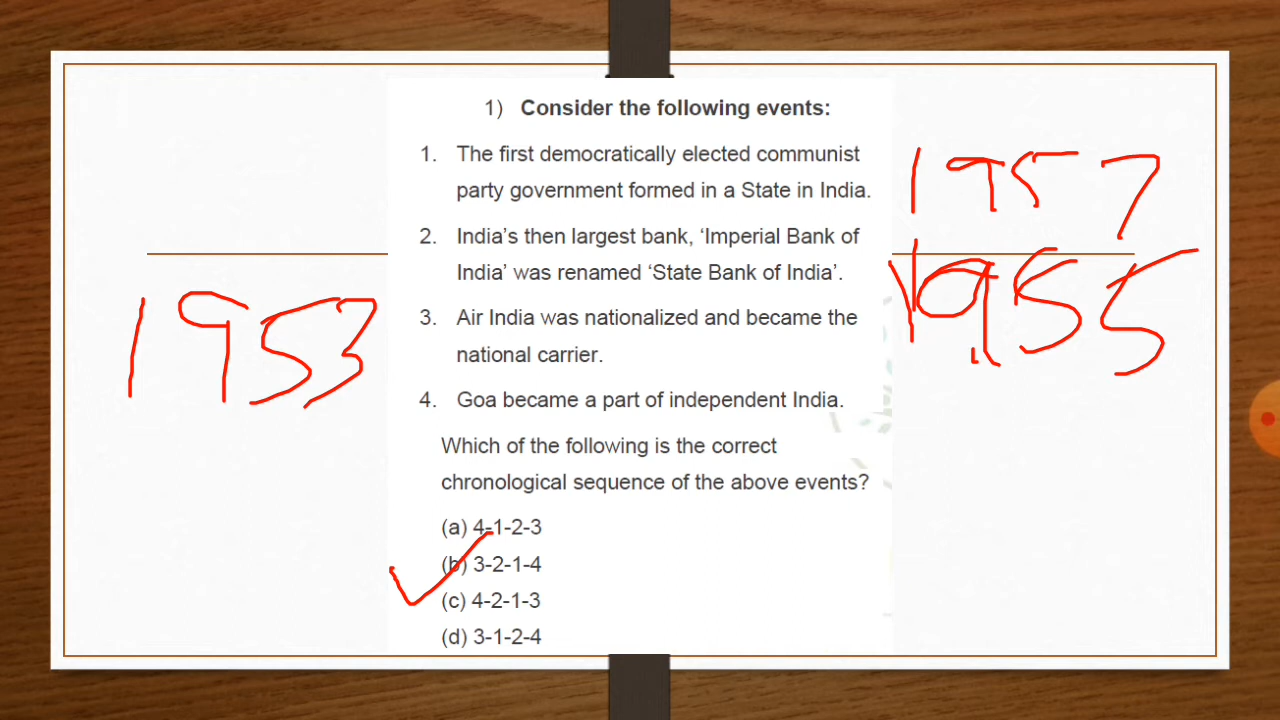 1) Consider the following events:
1. The first democratically elected communist
party government formed in a State in India.
1957
2. India's then largest bank, 'Imperial Bank of
India' was renamed 'State Bank of India'.
1955
3. Air India was nationalized and became the
national carrier.
1953
4. Goa became a part of independent India.
Which of the following is the correct
chronological sequence of the above events?
(a) 4-1-2-3
(b) 3-2-1-4
(c) 4-2-1-3
(d) 3-1-2-4